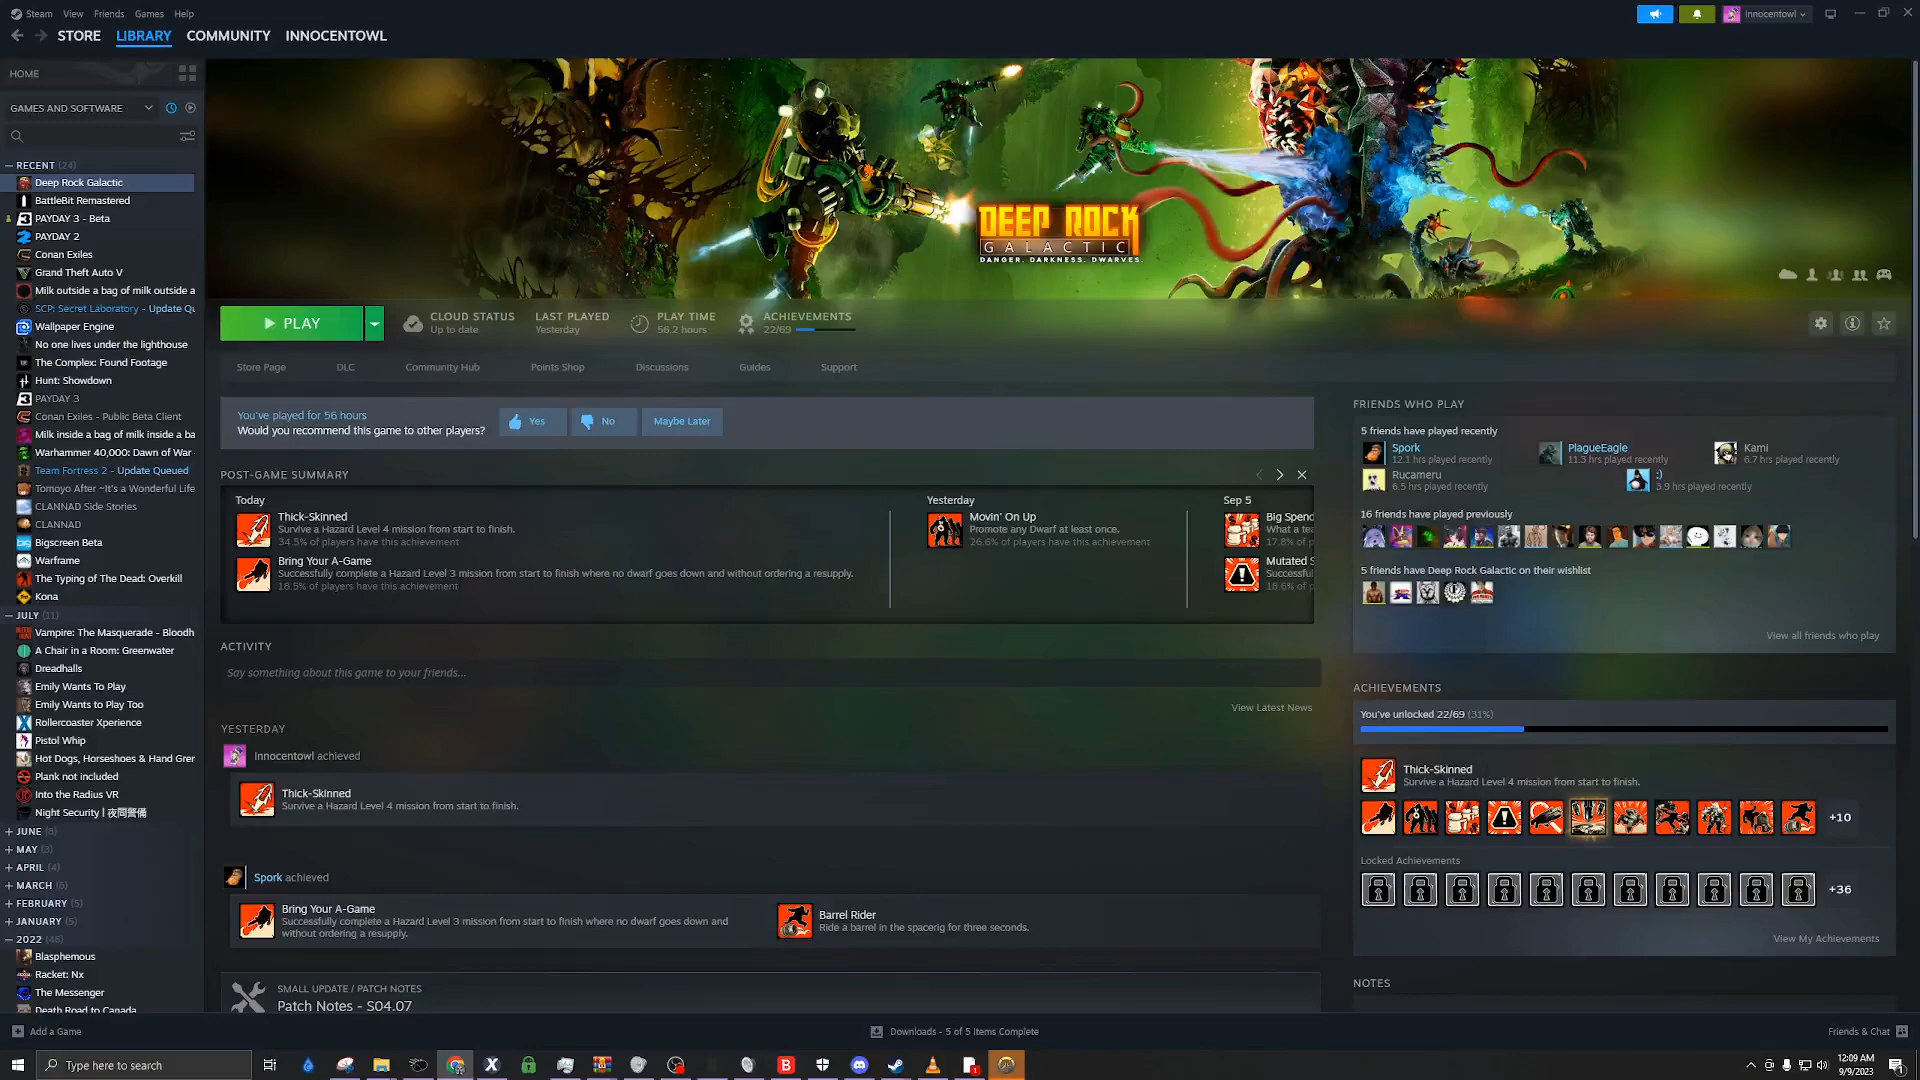 Steam View Friends Games Help
Innocentowl
STORE LIBRARY COMMUNITY INNOCENTOWL
HOME
GAMES AND SOFTWARE
RECENT (24)
Deep Rock Galactic
BattleBit Remastered
PAYDAY 3 - Beta
PAYDAY 2
Conan Exiles
Grand Theft Auto V
Milk outside a bag of milk outside a
SCP: Secret Laboratory - Update Qu
Wallpaper Engine
No one lives under the lighthouse
The Complex: Found Footage
Hunt: Showdown
PAYDAY 3
Conan Exiles - Public Beta Client
Milk inside a bag of milk inside a ba
Warhammer 40,000: Dawn of War
Team Fortress 2 - Update Queued
Tomoyo After ~It's a Wonderful Life
CLANNAD Side Stories
CLANNAD
Bigscreen Beta
Warframe
The Typing of The Dead: Overkill
Kona
JULY (11)
Vampire: The Masquerade - Bloodh
A Chair in a Room: Greenwater
Dreadhalls
Emily Wants To Play
Emily Wants to Play Too
Rollercoaster Xperience
Pistol Whip
Hot Dogs, Horseshoes & Hand Gren
Plank not included
Into the Radius VR
Night Security | 夜間警備
JUNE (8)
MAY (3)
APRIL (4)
MARCH (6)
FEBRUARY (5)
JANUARY (5)
2022 (46)
Blasphemous
Racket: Nx
The Messenger
Death Road to Canada
Add a Game
DEEP ROCK
GALACTIC
DANGER. DARKNESS. DWARVES.
PLAY
CLOUD STATUS
Up to date
LAST PLAYED
Yesterday
PLAY TIME
56.2 hours
ACHIEVEMENTS
22/69
Store Page DLC Community Hub Points Shop Discussions Guides Support
You've played for 56 hours
Would you recommend this game to other players?
Yes No Maybe Later
POST-GAME SUMMARY
Today
Thick-Skinned
Survive a Hazard Level 4 mission from start to finish.
34.5% of players have this achievement
Bring Your A-Game
Successfully complete a Hazard Level 3 mission from start to finish where no dwarf goes down and without ordering a resupply.
18.5% of players have this achievement
Yesterday
Movin' On Up
Promote any Dwarf at least once.
26.6% of players have this achievement
Sep 5
Big Spend
What a tea
17.8% of p
Mutated S
Successful
18.6% of p
ACTIVITY
Say something about this game to your friends...
View Latest News
YESTERDAY
Innocentowl achieved
Thick-Skinned
Survive a Hazard Level 4 mission from start to finish.
Spork achieved
Bring Your A-Game
Successfully complete a Hazard Level 3 mission from start to finish where no dwarf goes down and
without ordering a resupply.
Barrel Rider
Ride a barrel in the spacerig for three seconds.
SMALL UPDATE / PATCH NOTES
Patch Notes - S04.07
FRIENDS WHO PLAY
5 friends have played recently
Spork
12.1 hrs played recently
PlagueEagle
11.3 hrs played recently
Kami
6.7 hrs played recently
Rucameru
6.5 hrs played recently
:)
3.9 hrs played recently
16 friends have played previously
5 friends have Deep Rock Galactic on their wishlist
View all friends who play
ACHIEVEMENTS
You've unlocked 22/69 (31%)
Thick-Skinned
Survive a Hazard Level 4 mission from start to finish.
+10
Locked Achievements
+36
View My Achievements
NOTES
Downloads - 5 of 5 Items Complete
Friends & Chat
Type here to search
12:09 AM
9/9/2023